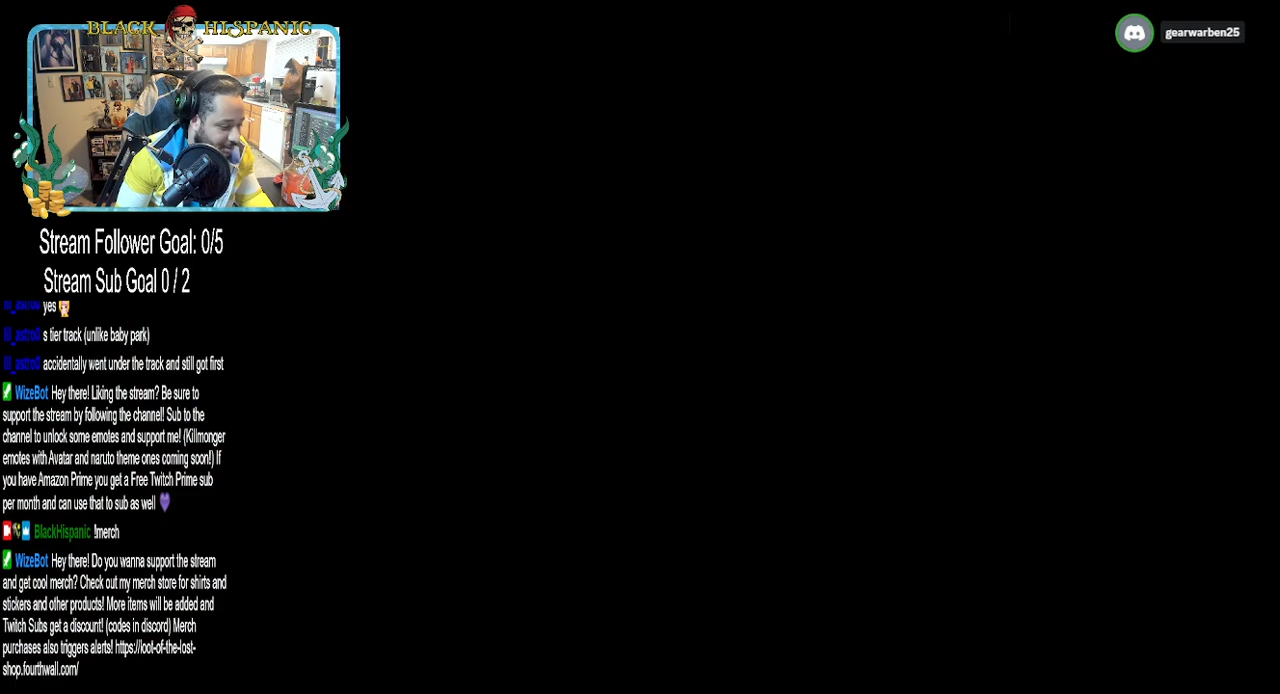 BLACK HISPANIC
gearwarben25
Stream Follower Goal: 0/5
Stream Sub Goal 0 / 2
yes
s tier track (unlike baby park)
accidentally went under the track and still got first
WizeBot Hey there! Liking the stream? Be sure to
support the stream by following the channel! Sub to the
channel to unlock some emotes and support me! (Killmonger
emotes with Avatar and naruto theme ones coming soon!) If
you have Amazon Prime you get a Free Twitch Prime sub
per month and can use that to sub as well
BlackHispanic !merch
WizeBot Hey there! Do you wanna support the stream
and get cool merch? Check out my merch store for shirts and
stickers and other products! More items will be added and
Twitch Subs get a discount! (codes in discord) Merch
purchases also triggers alerts! https://loot-of-the-lost-
shop.fourthwall.com/